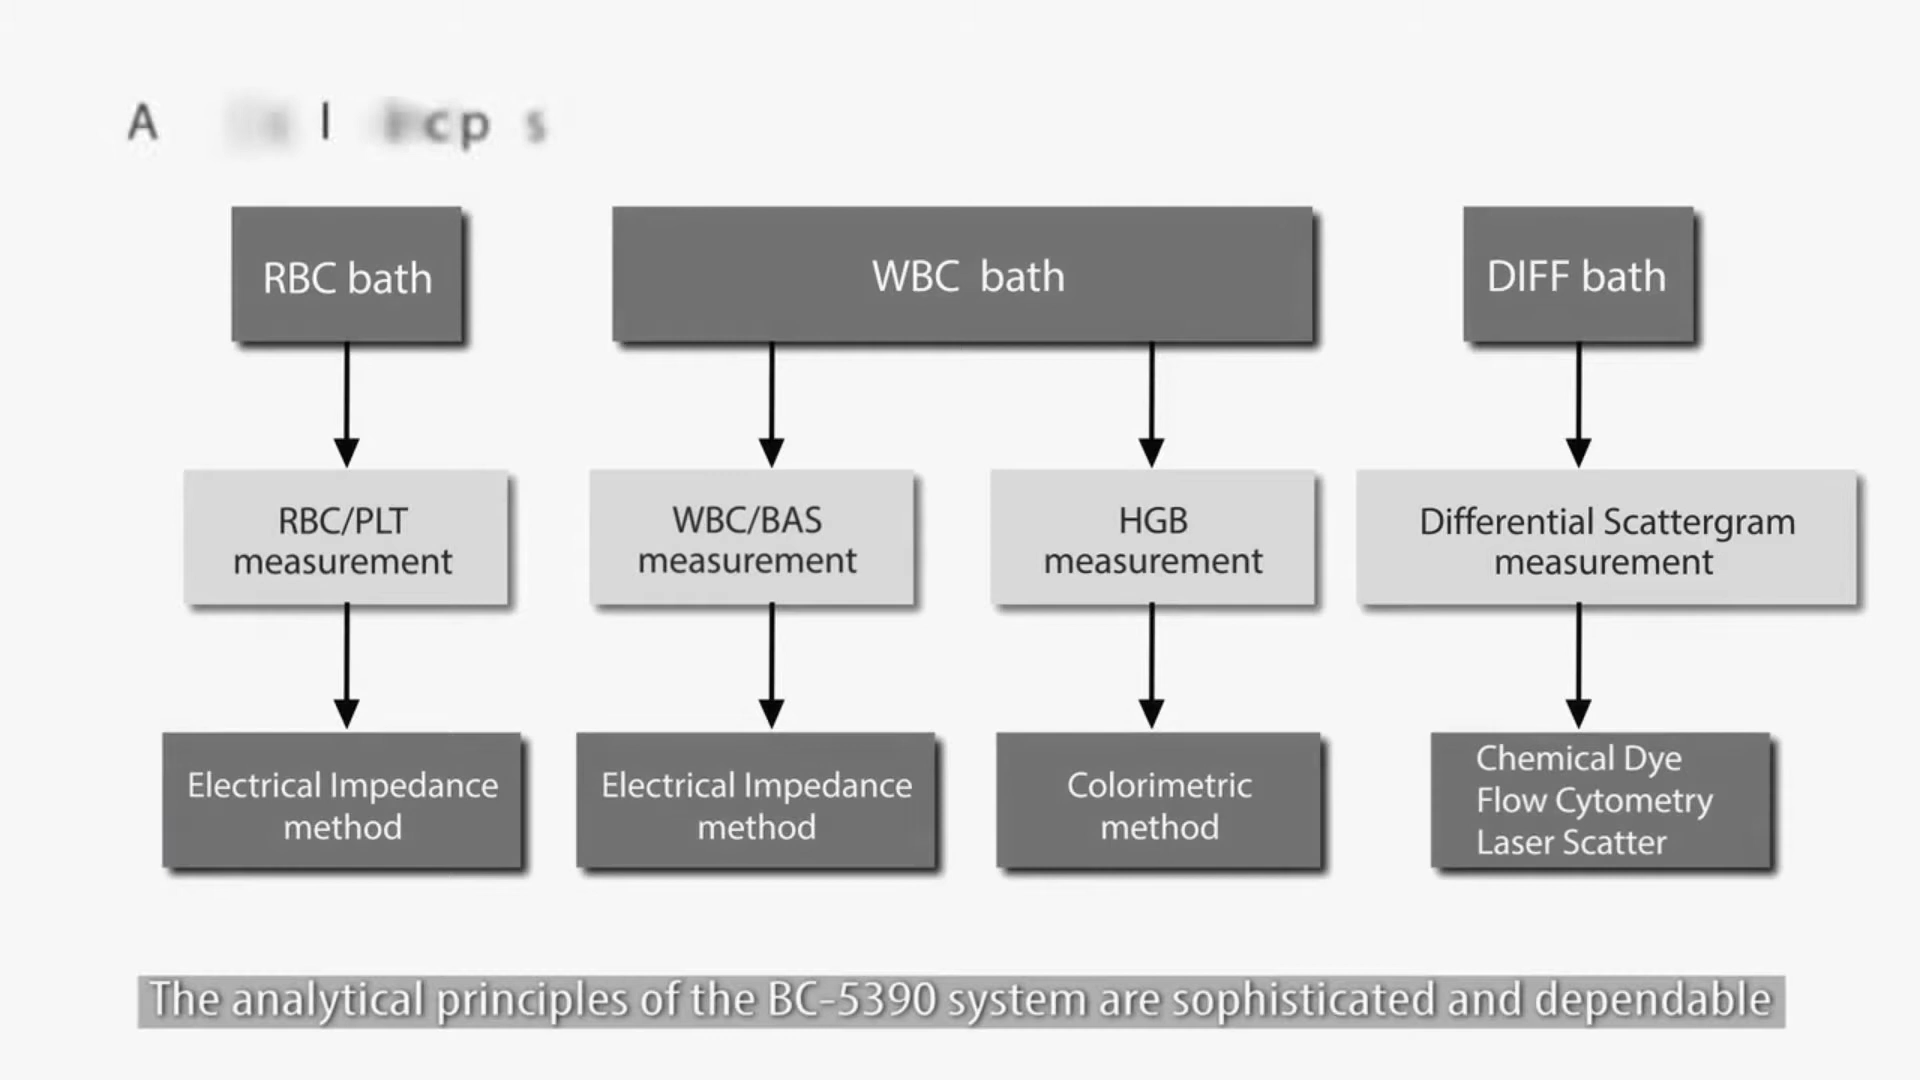 RBC bath
WBC bath
DIFF bath
RBC/PLT
measurement
WBC/BAS
measurement
HGB
measurement
Differential Scattergram
measurement
Electrical Impedance
method
Electrical Impedance
method
Colorimetric
method
Chemical Dye
Flow Cytometry
Laser Scatter
The analytical principles of the BC-5390 system are sophisticated and dependable